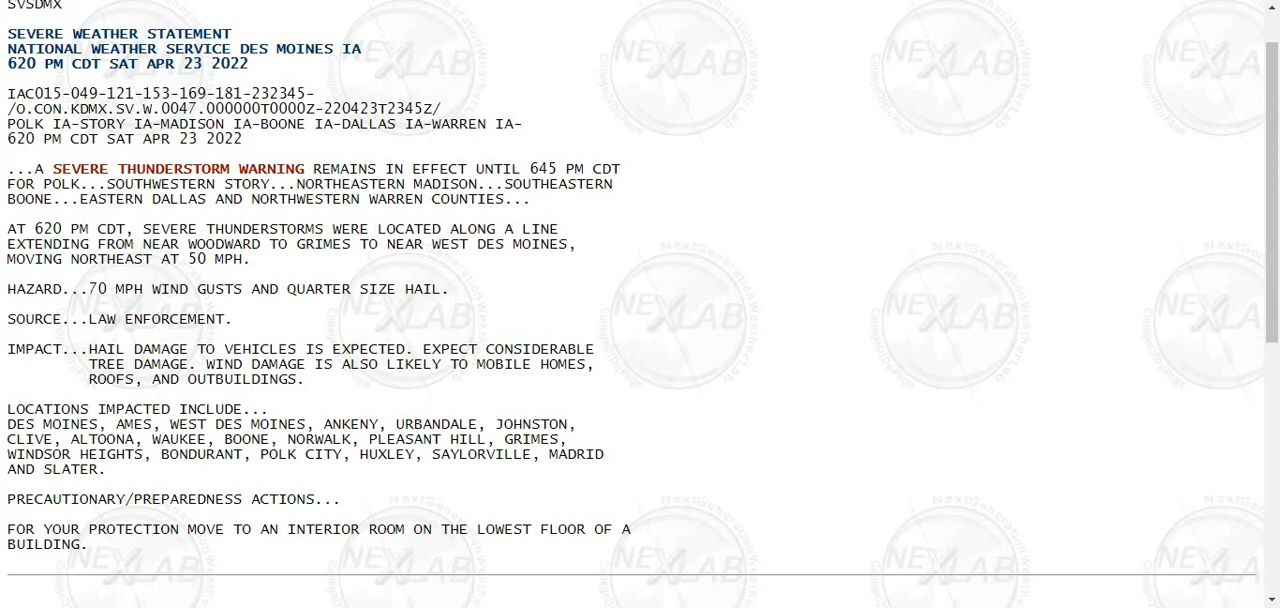 SVSDMX
SEVERE WEATHER STATEMENT
NATIONAL WEATHER SERVICE DES MOINES IA
620 PM CDT SAT APR 23 2022
IAC015-049-121-153-169-181-232345-
/O.CON.KDMX.SV.W.0047.000000T0000Z-220423T2345Z/
POLK IA-STORY IA-MADISON IA-BOONE IA-DALLAS IA-WARREN IA-
620 PM CDT SAT APR 23 2022
...A SEVERE THUNDERSTORM WARNING REMAINS IN EFFECT UNTIL 645 PM CDT
FOR POLK...SOUTHWESTERN STORY...NORTHEASTERN MADISON...SOUTHEASTERN
BOONE...EASTERN DALLAS AND NORTHWESTERN WARREN COUNTIES...
AT 620 PM CDT, SEVERE THUNDERSTORMS WERE LOCATED ALONG A LINE
EXTENDING FROM NEAR WOODWARD TO GRIMES TO NEAR WEST DES MOINES,
MOVING NORTHEAST AT 50 MPH.
HAZARD...70 MPH WIND GUSTS AND QUARTER SIZE HAIL.
SOURCE...LAW ENFORCEMENT.
IMPACT...HAIL DAMAGE TO VEHICLES IS EXPECTED. EXPECT CONSIDERABLE
TREE DAMAGE. WIND DAMAGE IS ALSO LIKELY TO MOBILE HOMES,
ROOFS, AND OUTBUILDINGS.
LOCATIONS IMPACTED INCLUDE...
DES MOINES, AMES, WEST DES MOINES, ANKENY, URBANDALE, JOHNSTON,
CLIVE, ALTOONA, WAUKEE, BOONE, NORWALK, PLEASANT HILL, GRIMES,
WINDSOR HEIGHTS, BONDURANT, POLK CITY, HUXLEY, SAYLORVILLE, MADRID
AND SLATER.
PRECAUTIONARY/PREPAREDNESS ACTIONS...
FOR YOUR PROTECTION MOVE TO AN INTERIOR ROOM ON THE LOWEST FLOOR OF A
BUILDING.